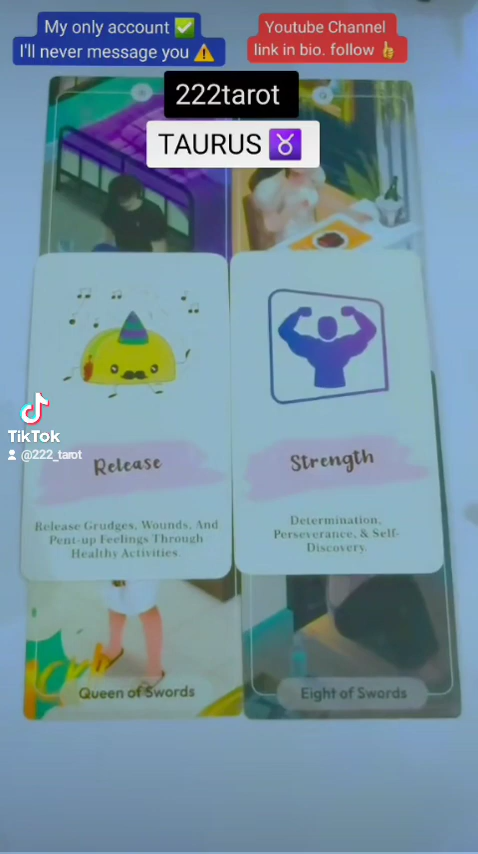 My only account ✅
I'll never message you ⚠️
Youtube Channel
link in bio. follow 👍
222tarot
TAURUS ♉
Release
Release Grudges, Wounds, And
Pent-up Feelings Through
Healthy Activities.
Strength
Determination,
Perseverance, & Self-
Discovery.
TikTok
@222_tarot
Queen of Swords
Eight of Swords